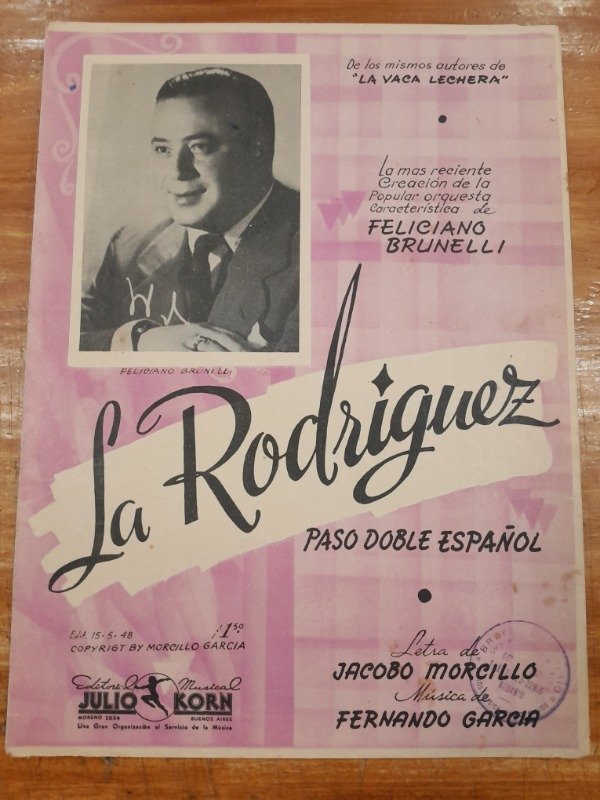 De los mismos autores de
"LA VACA LECHERA"
La mas reciente
Creación de la
Popular orquesta
Característica de
FELICIANO
BRUNELLI
FELICIANO BRUNELLI
La Rodriguez
PASO DOBLE ESPAÑOL
Edit. 15-5-48
$1.50
COPYRIGT BY MORCILLO GARCIA
Letra de
JACOBO MORCILLO
Música de
FERNANDO GARCIA
Editorial Musical
JULIO KORN
MORENO 2034 BUENOS AIRES
Una Gran Organización al Servicio de la Música